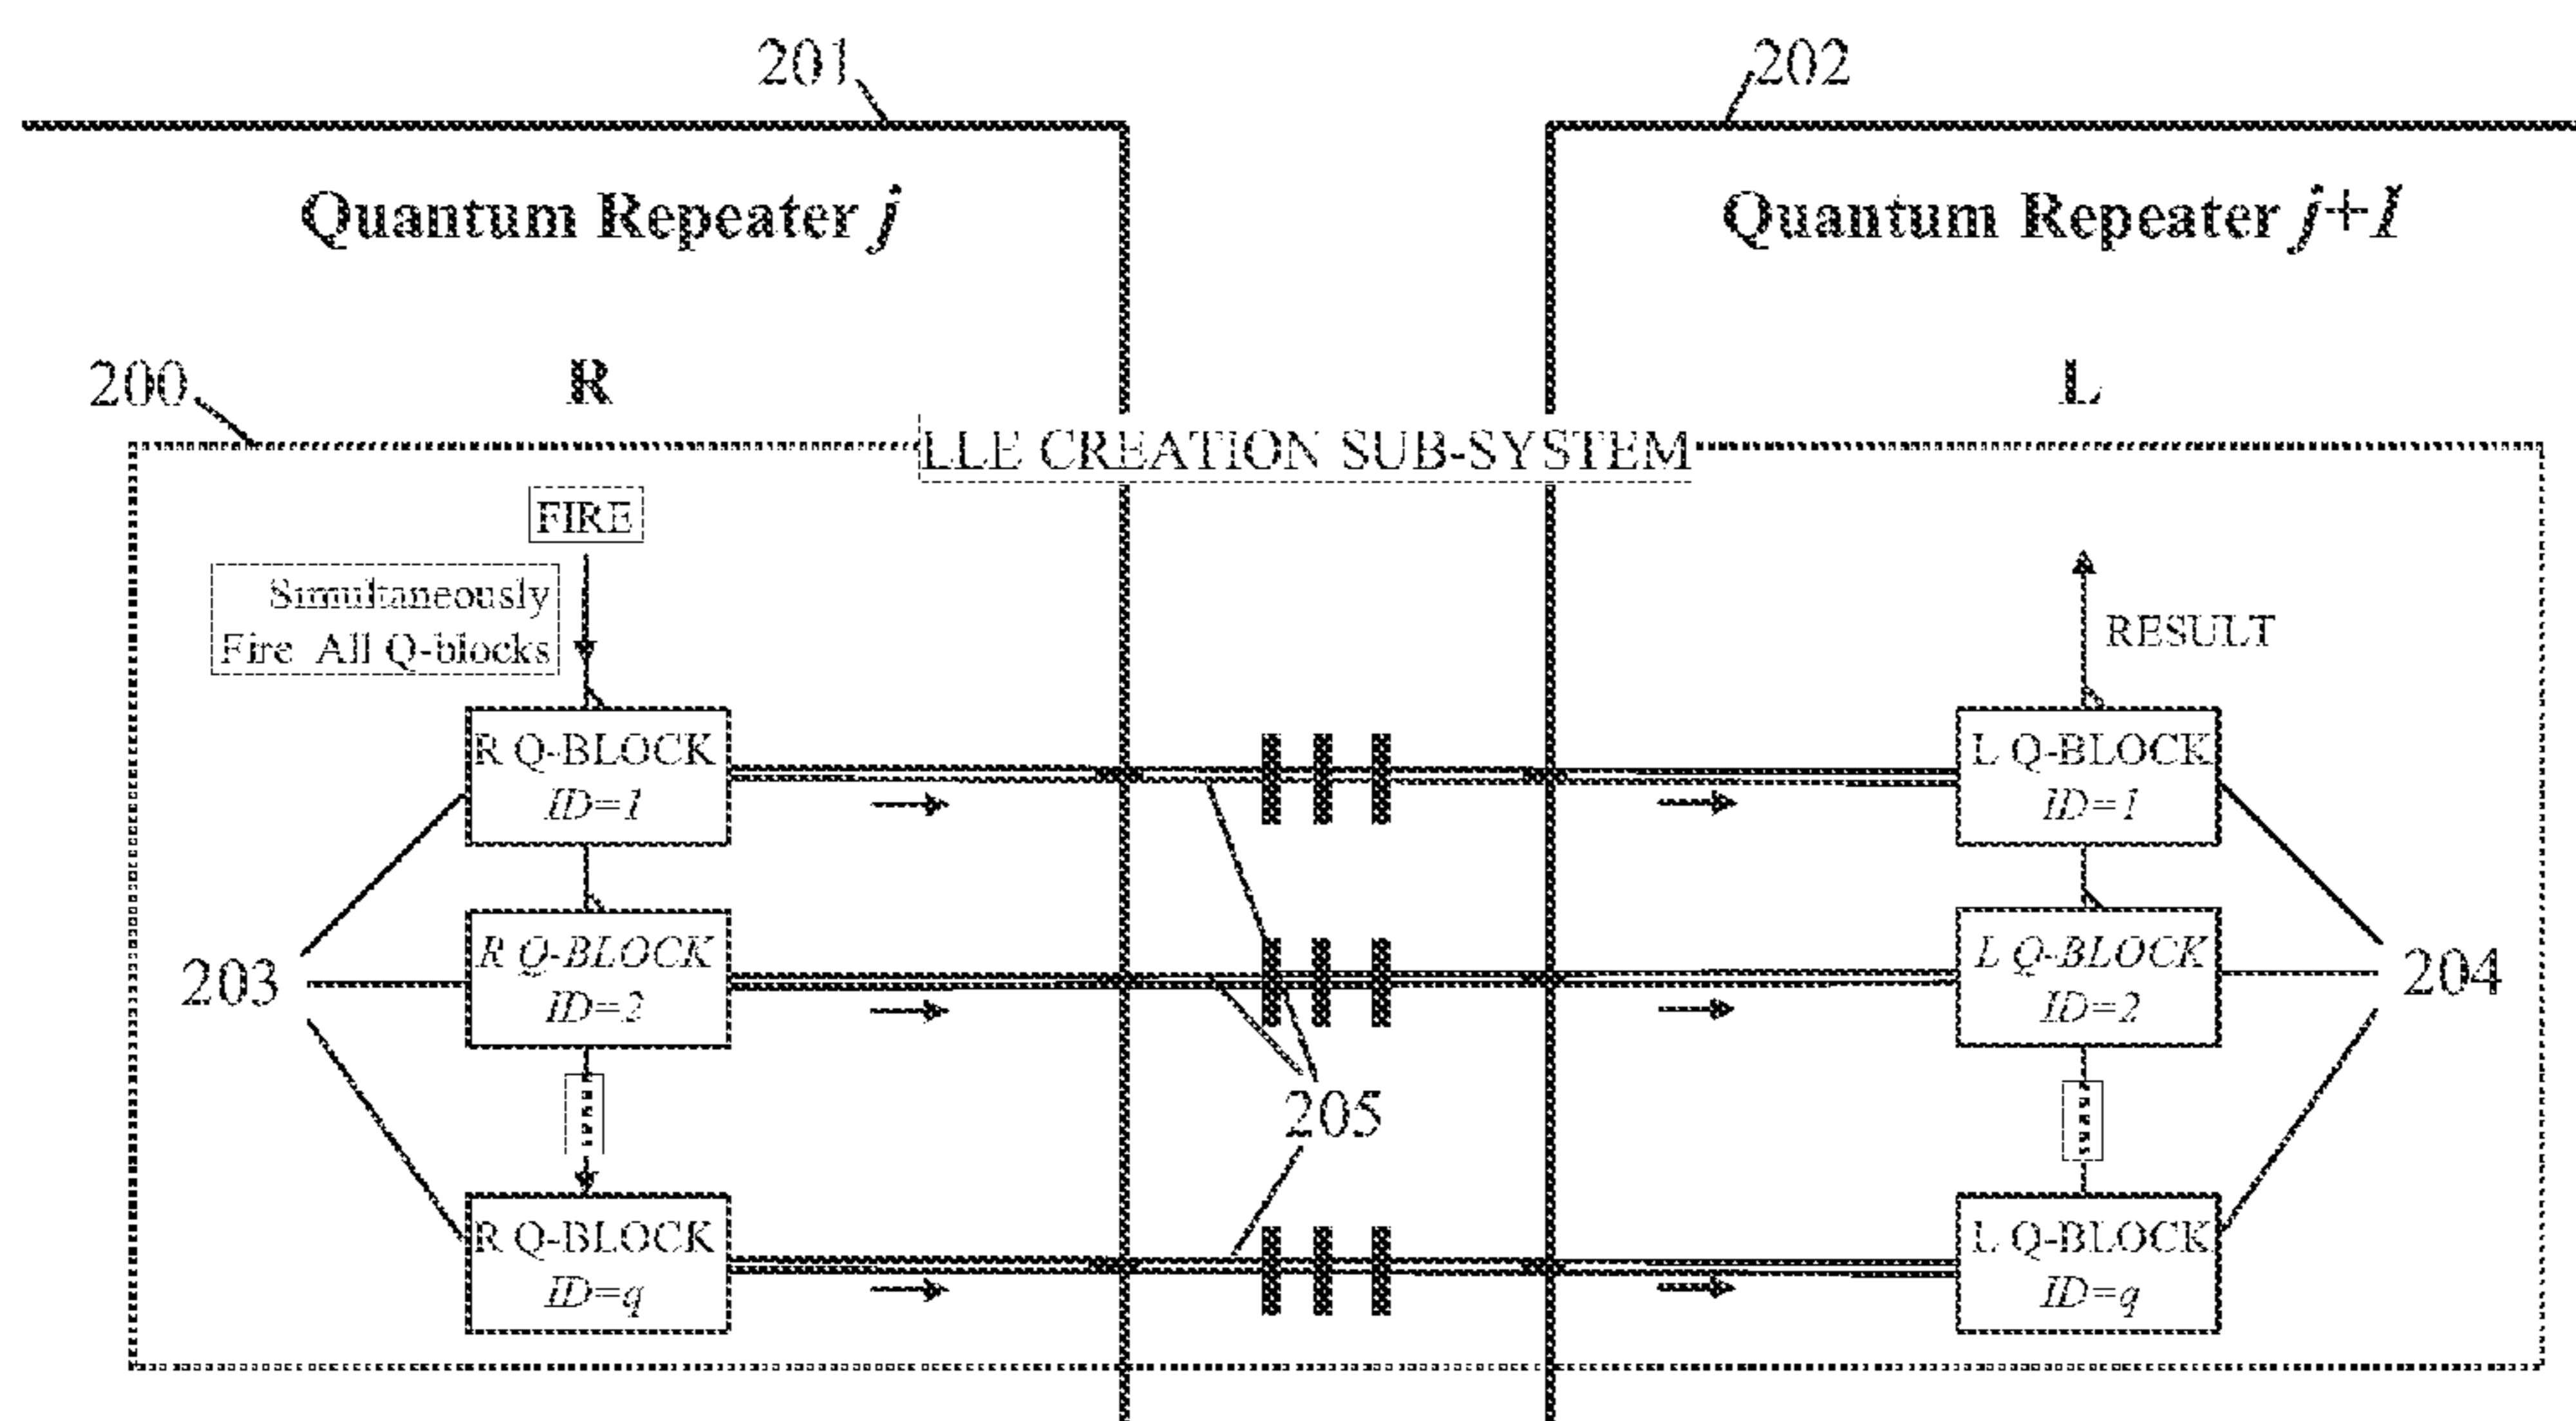 201
202
Quantum Repeater j
Quantum Repeater j+1
200
R
L
LLE CREATION SUB-SYSTEM
FIRE
Simultaneously
Fire All Q-blocks
RESULT
R Q-BLOCK
ID=1
L Q-BLOCK
ID=1
R Q-BLOCK
ID=2
L Q-BLOCK
ID=2
203
204
205
R Q-BLOCK
ID=q
L Q-BLOCK
ID=q